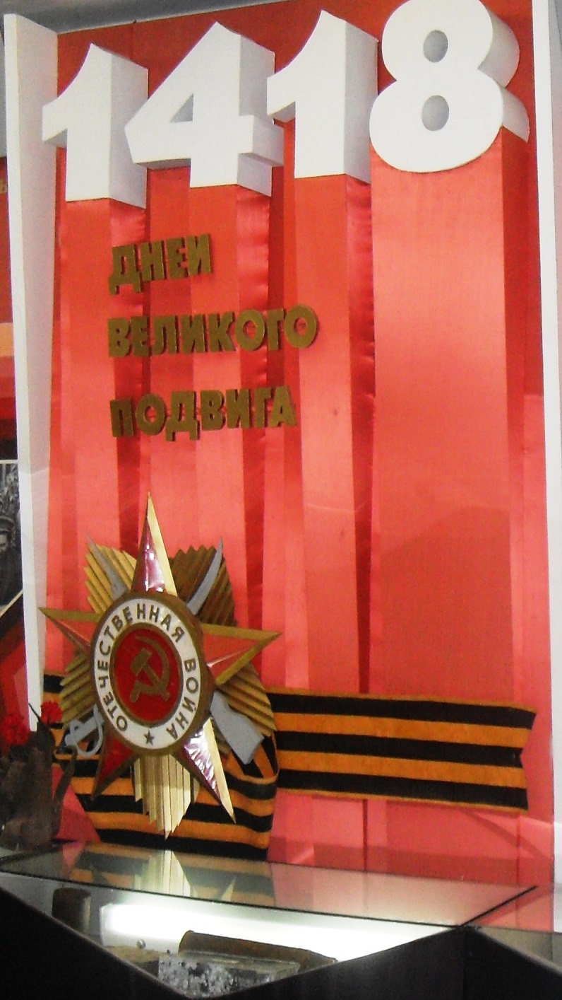 1418
ДНЕЙ
ВЕЛИКОГО
ПОДВИГА
ОТЕЧЕСТВЕННАЯ ВОЙНА